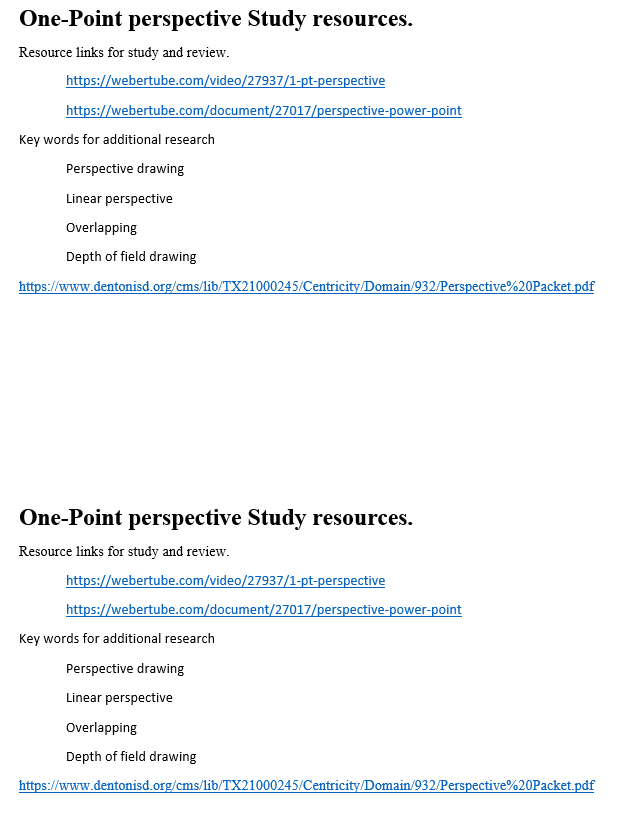 One-Point perspective Study resources.
Resource links for study and review.
https://webertube.com/video/27937/1-pt-perspective
https://webertube.com/document/27017/perspective-power-point
Key words for additional research
Perspective drawing
Linear perspective
Overlapping
Depth of field drawing
https://www.dentonisd.org/cms/lib/TX21000245/Centricity/Domain/932/Perspective%20Packet.pdf
One-Point perspective Study resources.
Resource links for study and review.
https://webertube.com/video/27937/1-pt-perspective
https://webertube.com/document/27017/perspective-power-point
Key words for additional research
Perspective drawing
Linear perspective
Overlapping
Depth of field drawing
https://www.dentonisd.org/cms/lib/TX21000245/Centricity/Domain/932/Perspective%20Packet.pdf